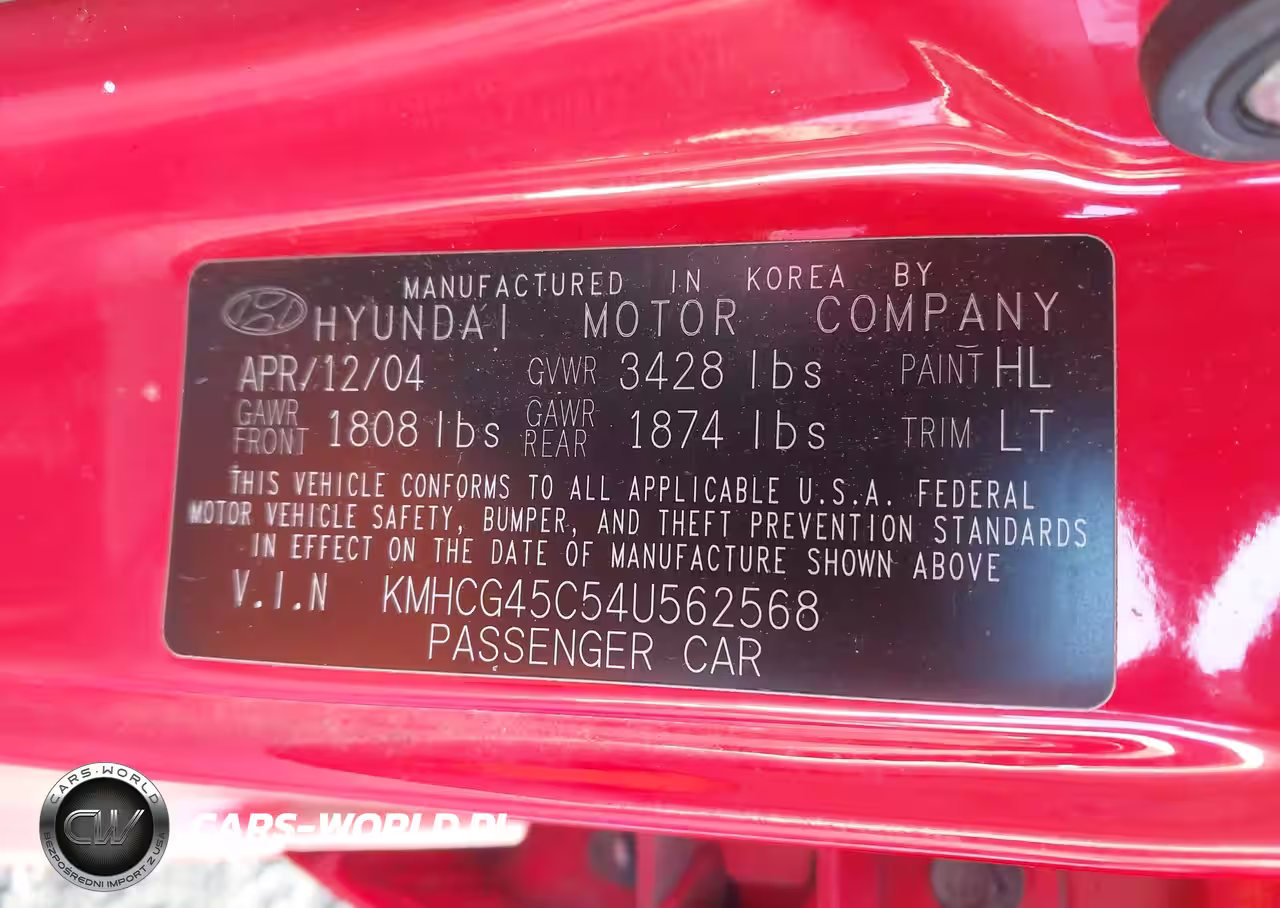 MANUFACTURED IN KOREA BY
HYUNDAI MOTOR COMPANY
APR/12/04 GVWR 3428 lbs PAINT HL
GAWR FRONT 1808 lbs GAWR REAR 1874 lbs TRIM LT
THIS VEHICLE CONFORMS TO ALL APPLICABLE U.S.A. FEDERAL
MOTOR VEHICLE SAFETY, BUMPER, AND THEFT PREVENTION STANDARDS
IN EFFECT ON THE DATE OF MANUFACTURE SHOWN ABOVE
V.I.N KMHCG45C54U562568
PASSENGER CAR
CARS-WORLD
CW
BEZPOŚREDNI IMPORT Z USA
CARS-WORLD.PL